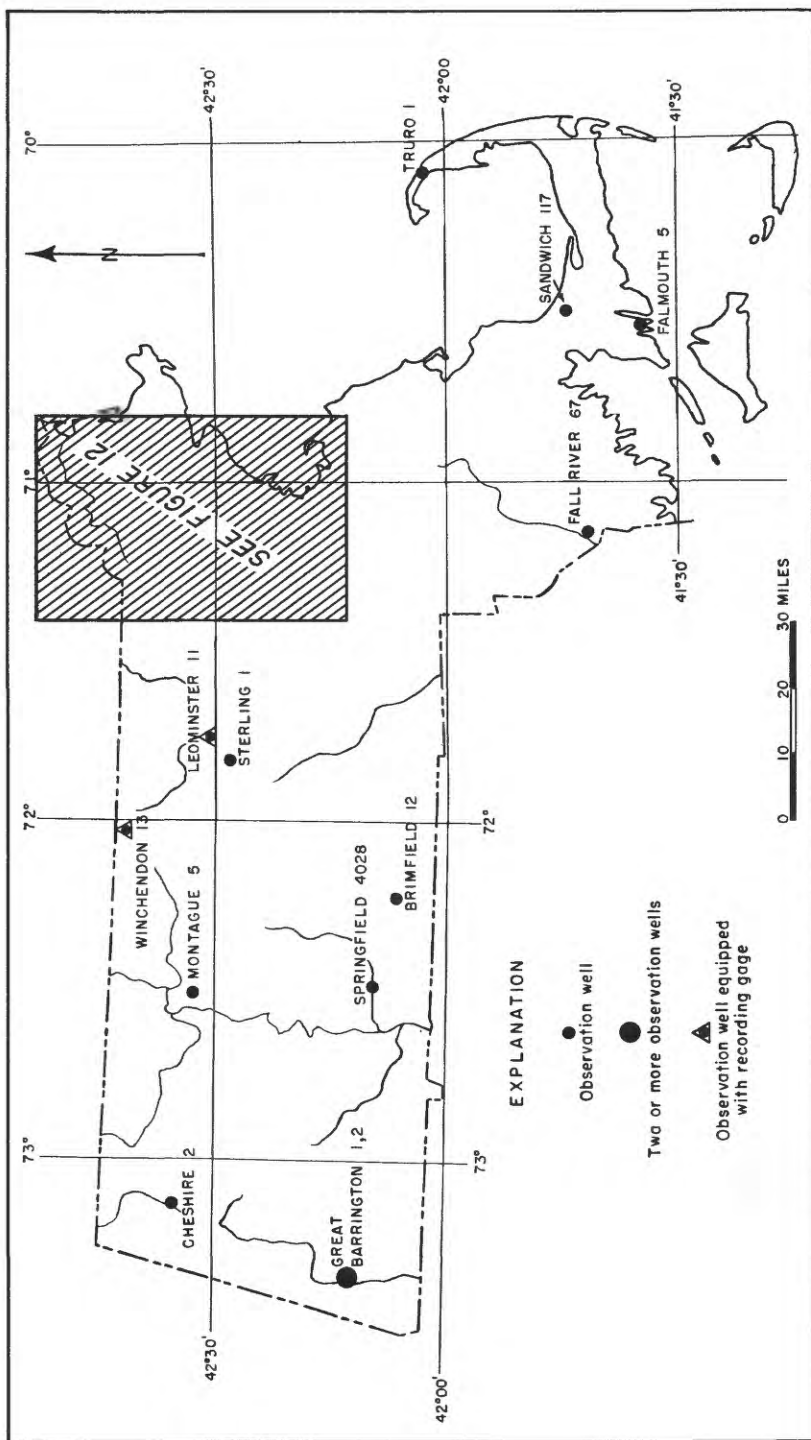 70°
42°30'
42°00'
41°30'
N
TRURO 1
SANDWICH 117
FALMOUTH 5
71°
SEE FIGURE 12
FALL RIVER 67
41°30'
LEOMINSTER 11
STERLING 1
72°
72°
WINCHENDON 13
MONTAGUE 5
SPRINGFIELD 4028
BRIMFIELD 12
73°
73°
CHESHIRE 2
GREAT
BARRINGTON 1,2
42°30'
42°00'
0 10 20 30 MILES
EXPLANATION
Observation well
Two or more observation wells
Observation well equipped
with recording gage